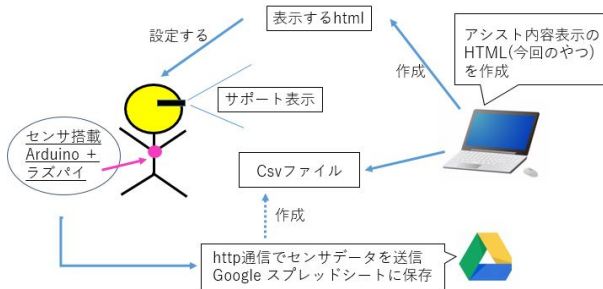 表示するhtml
設定する
アシスト内容表示の
HTML(今回のやつ)
を作成
作成
サポート表示
センサ搭載
Arduino +
ラズパイ
Csvファイル
作成
http通信でセンサデータを送信
Google スプレッドシートに保存